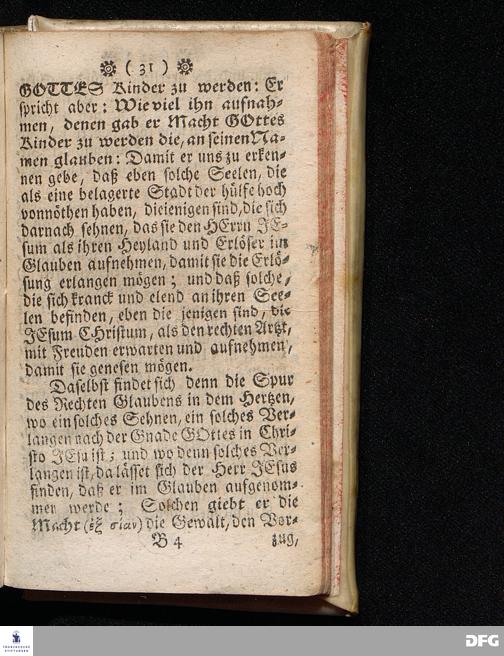 ❁ ( 31 ) ❁
GOTTES Kinder zu werden: Er
spricht aber: Wie viel ihn aufnah-
men, denen gab er Macht GOttes
Kinder zu werden die, an seinen Na-
men glauben: Damit er uns zu erken-
nen gebe, daß eben solche Seelen, die
als eine belagerte Stadt der hülfe hoch
vonnöthen haben, diejenigen sind, die sich
darnach sehnen, das sie den HErrn JE-
sum als ihren Heyland und Erlöser im
Glauben aufnehmen, damit sie die Erlö-
sung erlangen mögen; und daß solche,
die sich kranck und elend an ihren See-
len befinden, eben die jenigen sind, die
JEsum CHristum, als den rechten Artzt,
mit Freuden erwarten und aufnehmen,
damit sie genesen mögen.
Daselbst findet sich denn die Spur
des Rechten Glaubens in dem Hertzen,
wo ein solches Sehnen, ein solches Ver-
langen nach der Gnade GOttes in Chri-
sto JEsu ist; und wo denn solches Ver-
langen ist, da lässet sich der Herr JEsus
finden, daß er im Glauben aufgenom-
men werde; Solchen giebt er die
Macht (ἐξ σίαν) die Gewalt, den Vor-
B 4 zug,
FRANCKESCHE
STIFTUNGEN
DFG